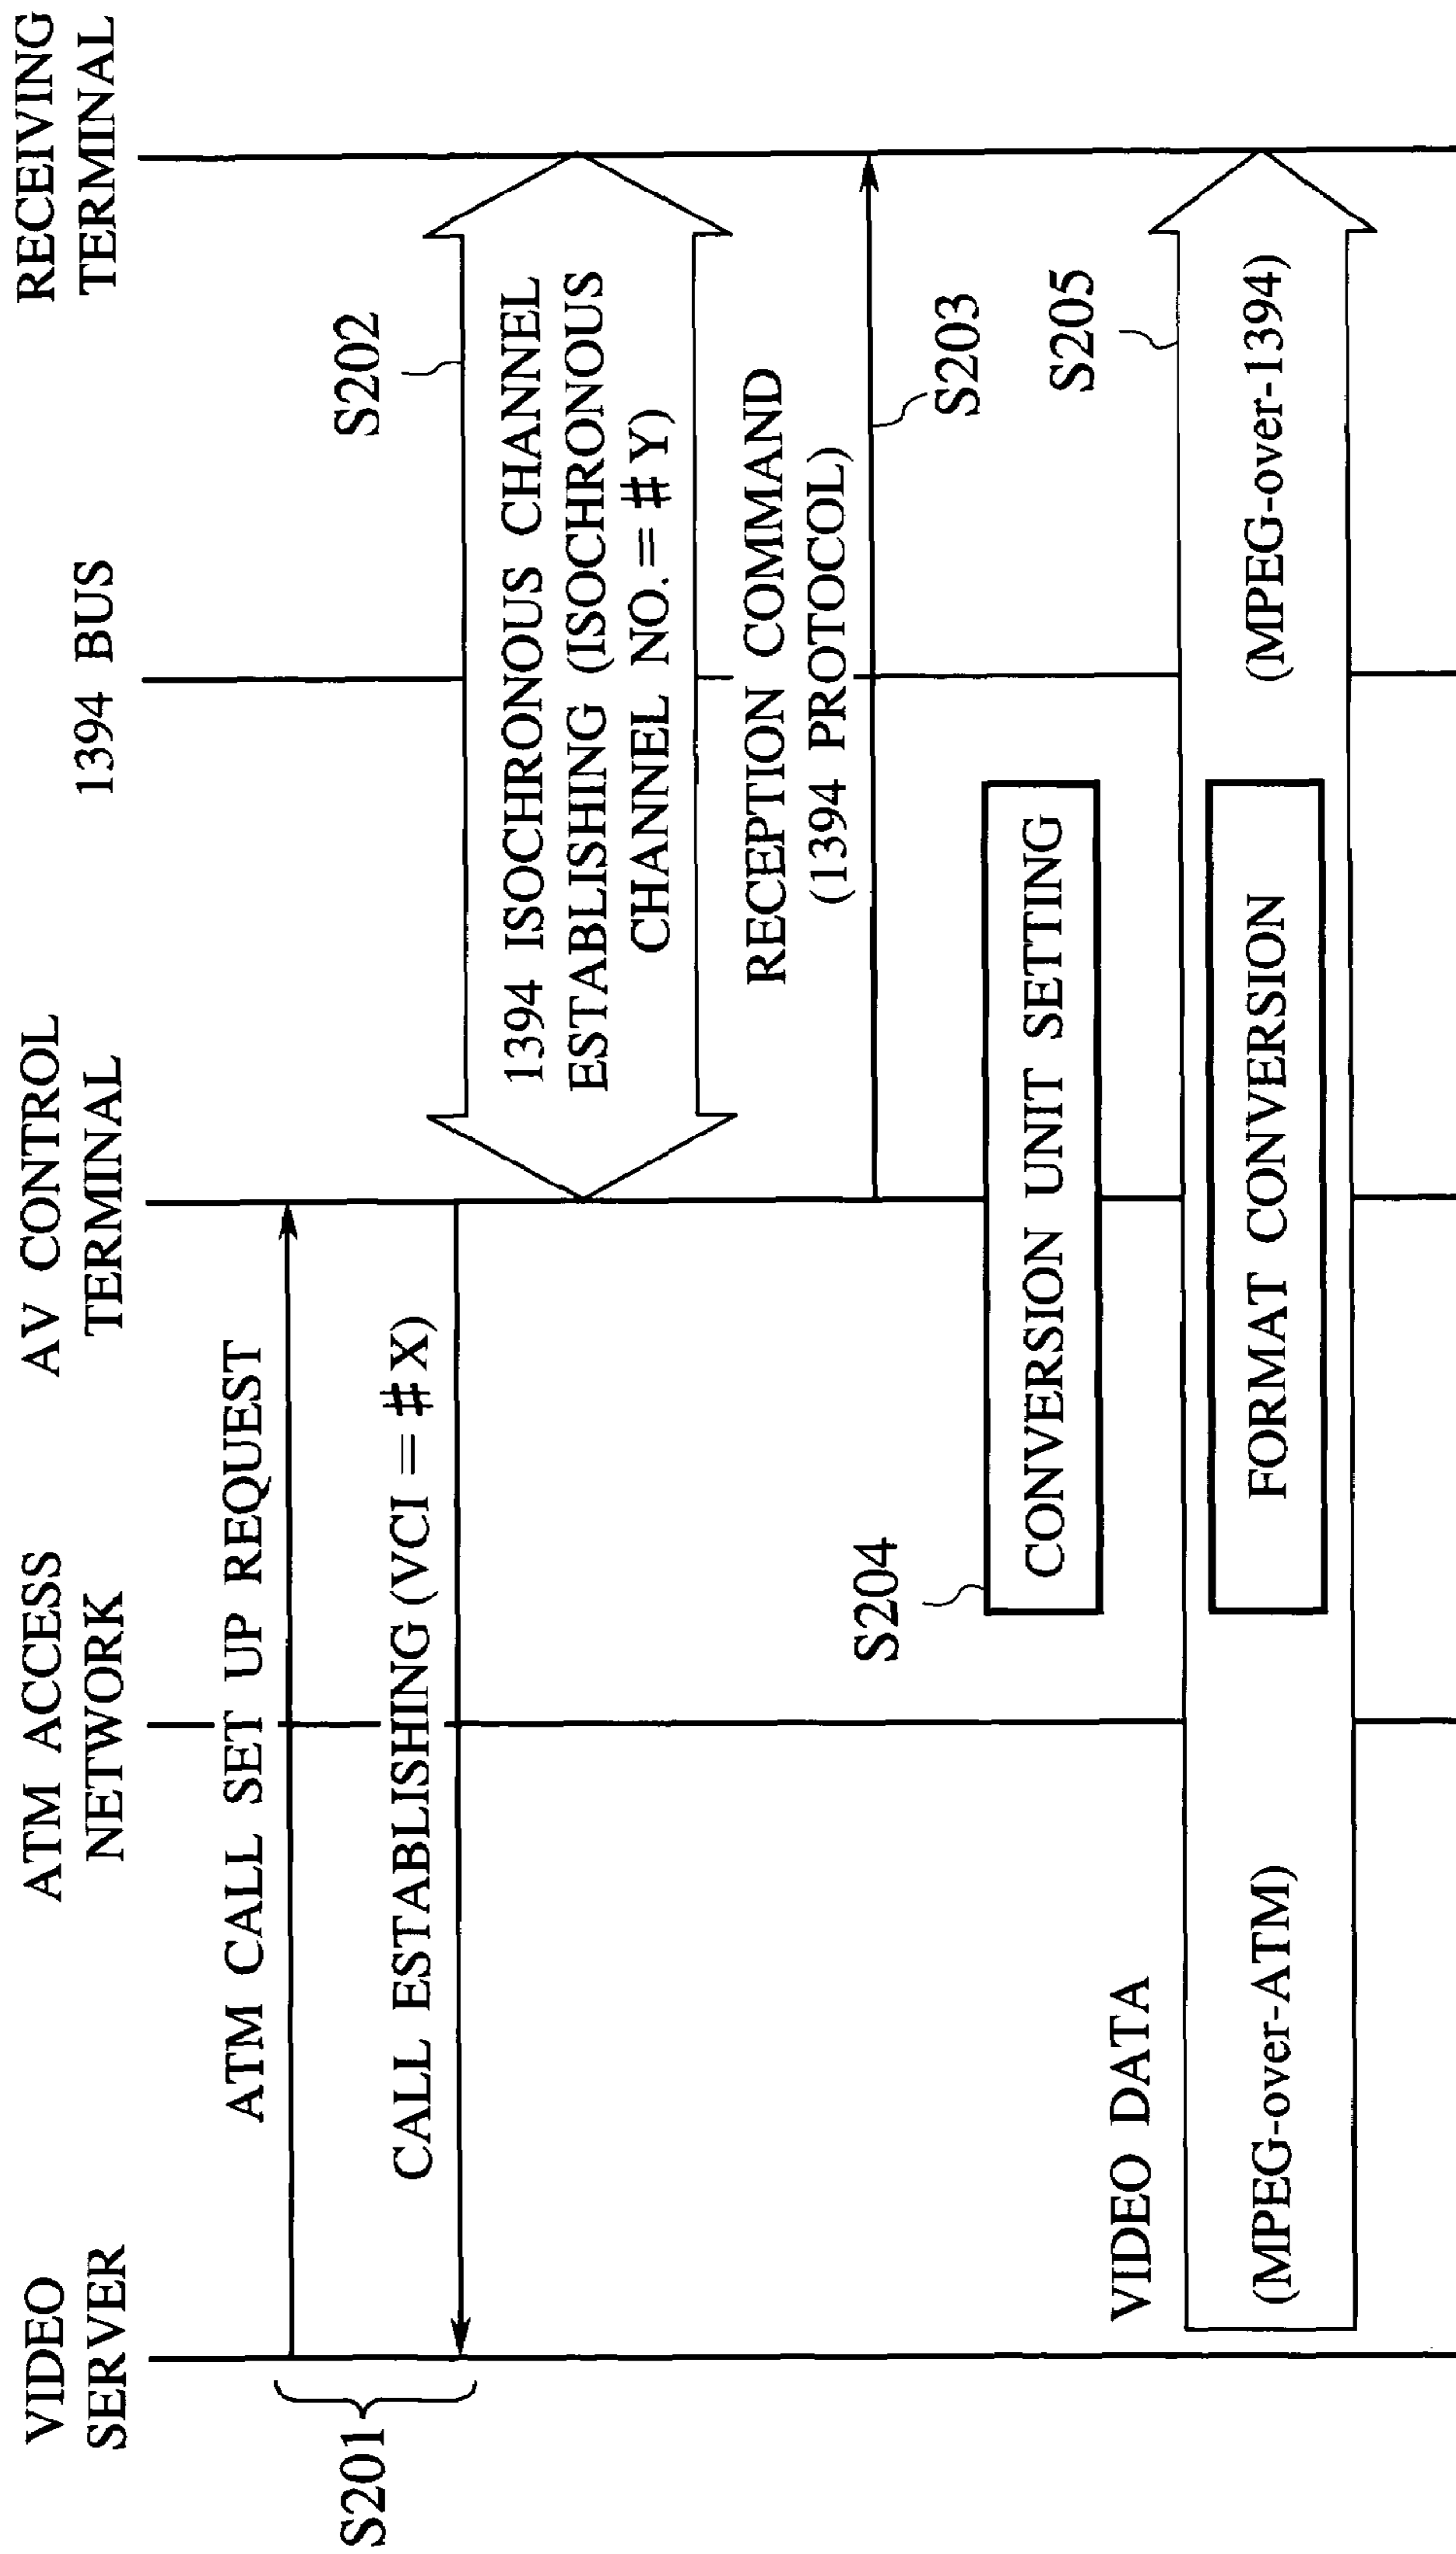 VIDEO
SERVER
ATM ACCESS
NETWORK
AV CONTROL
TERMINAL
1394 BUS
RECEIVING
TERMINAL
S201
ATM CALL SET UP REQUEST
CALL ESTABLISHING (VCI = #X)
S202
1394 ISOCHRONOUS CHANNEL
ESTABLISHING (ISOCHRONOUS
CHANNEL NO. = #Y)
RECEPTION COMMAND
(1394 PROTOCOL)
S203
S204
CONVERSION UNIT SETTING
S205
VIDEO DATA
(MPEG-over-ATM)
FORMAT CONVERSION
(MPEG-over-1394)